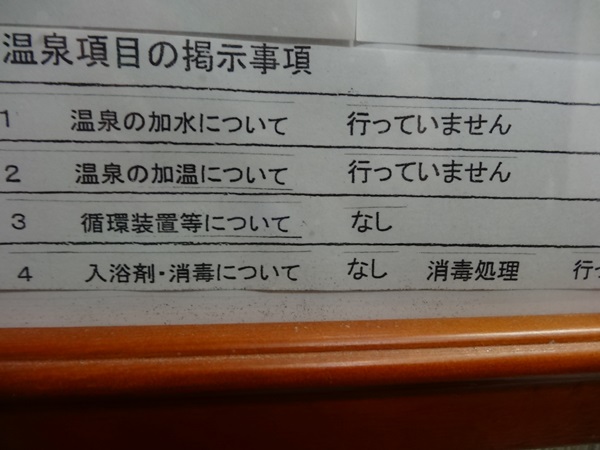 温泉項目の掲示事項
1 温泉の加水について 行っていません
2 温泉の加温について 行っていません
3 循環装置等について なし
4 入浴剤・消毒について なし 消毒処理 行っ